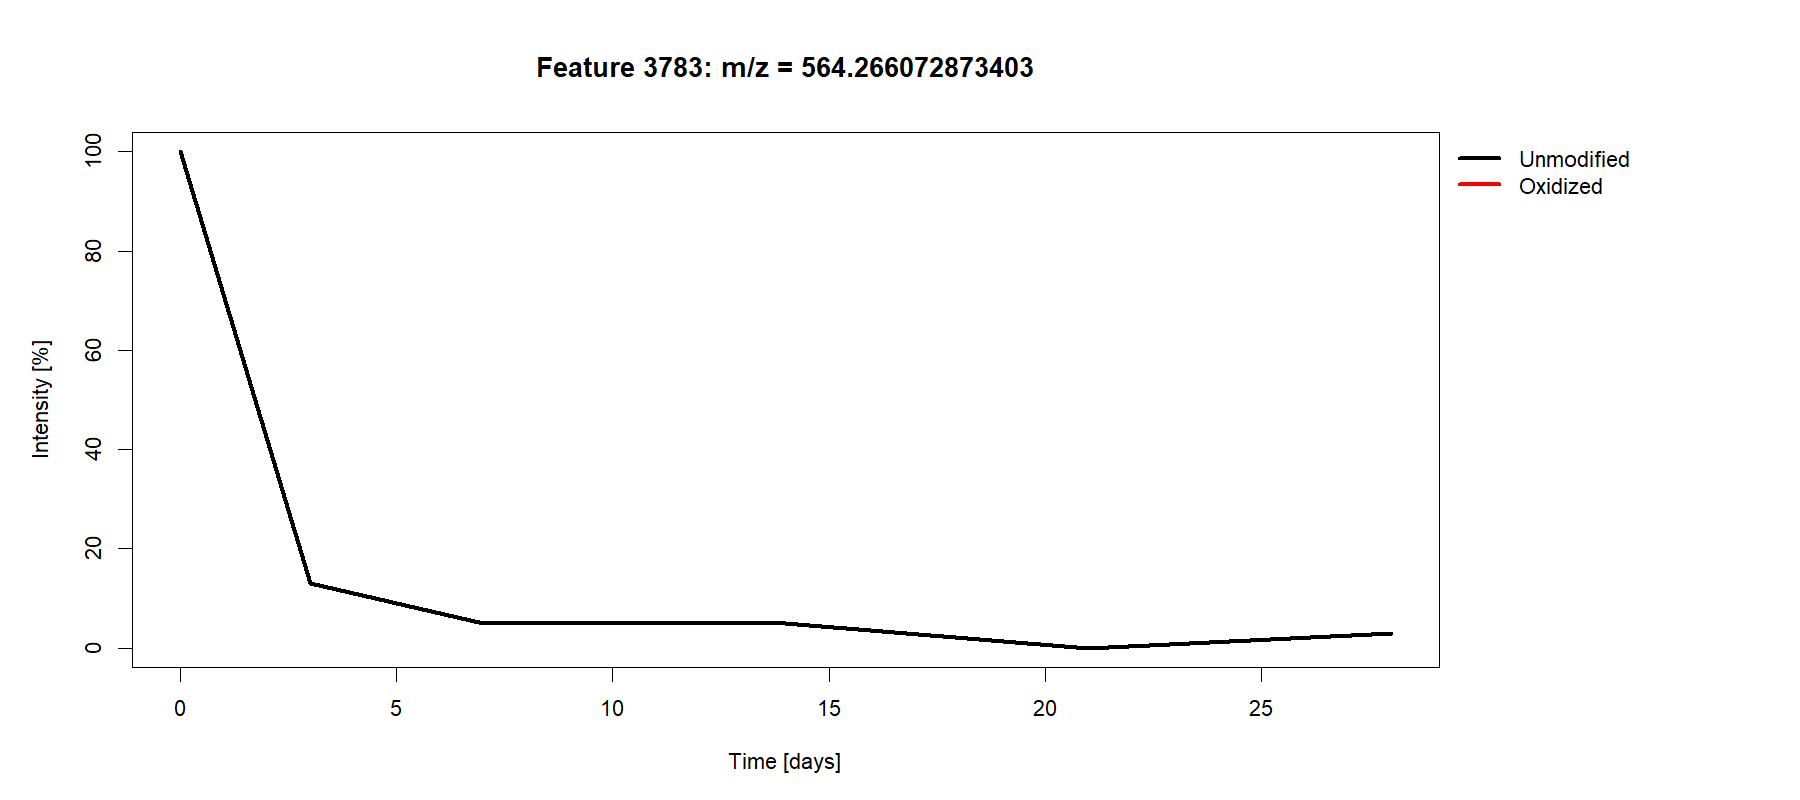 Feature 3783: m/z = 564.266072873403
Unmodified
Oxidized
Intensity [%]
100
80
60
40
20
0
0 5 10 15 20 25
Time [days]